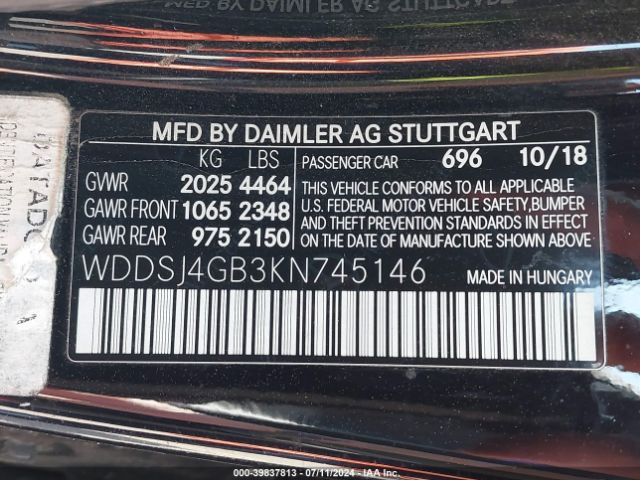 MFD BY DAIMLER AG STUTTGART
KG LBS
GVWR 2025 4464
GAWR FRONT 1065 2348
GAWR REAR 975 2150
PASSENGER CAR 696 10/18
THIS VEHICLE CONFORMS TO ALL APPLICABLE
U.S. FEDERAL MOTOR VEHICLE SAFETY,BUMPER
AND THEFT PREVENTION STANDARDS IN EFFECT
ON THE DATE OF MANUFACTURE SHOWN ABOVE.
WDDSJ4GB3KN745146 MADE IN HUNGARY
000-39837813 - 07/11/2024 - IAA Inc.